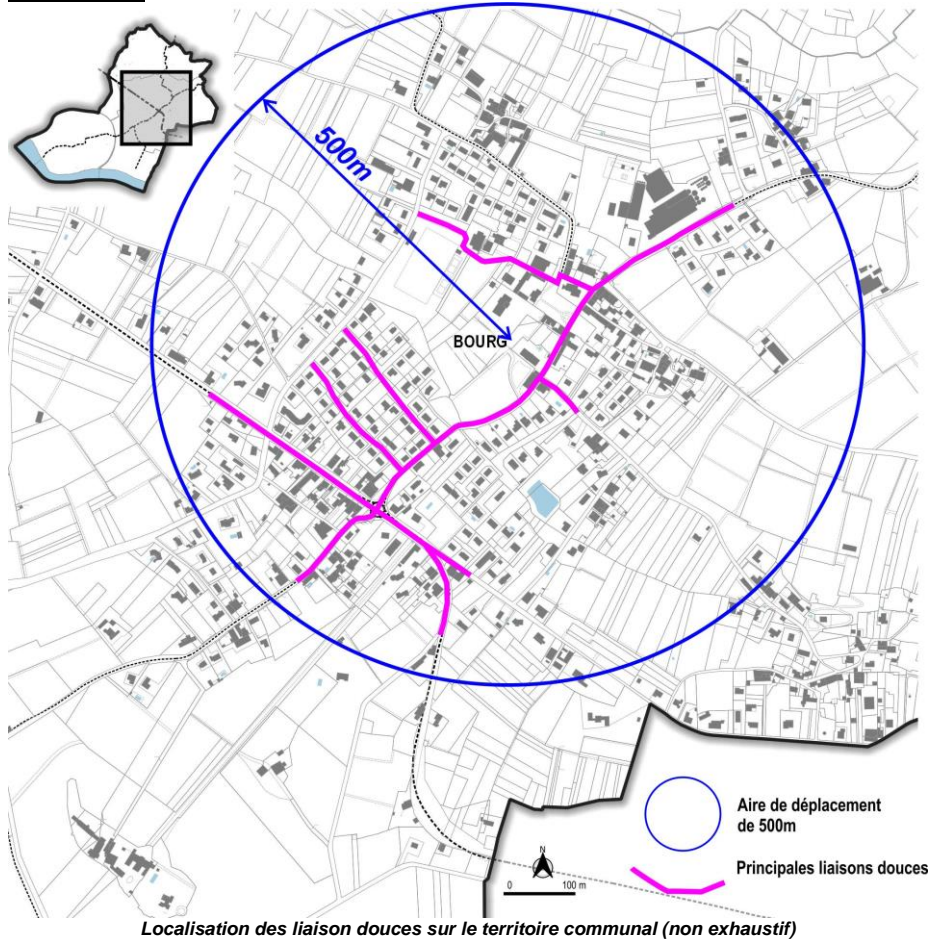 500m
BOURG
Aire de déplacement
de 500m
Principales liaisons douces
N
0 100 m
Localisation des liaison douces sur le territoire communal (non exhaustif)